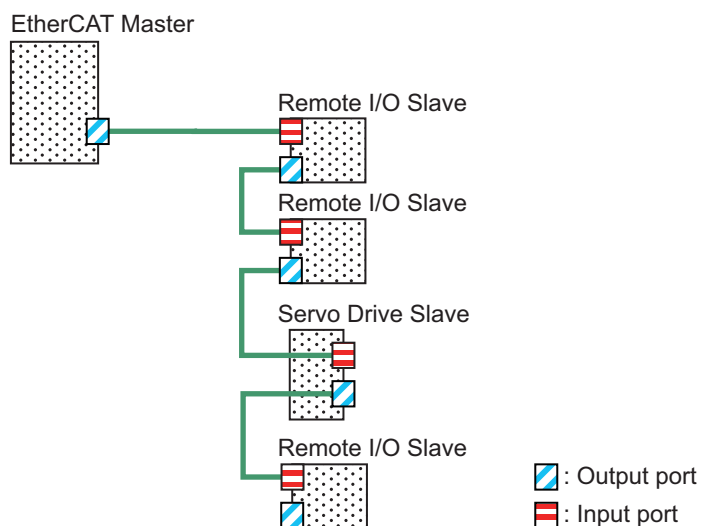 EtherCAT Master
Remote I/O Slave
Remote I/O Slave
Servo Drive Slave
Remote I/O Slave
: Output port
: Input port